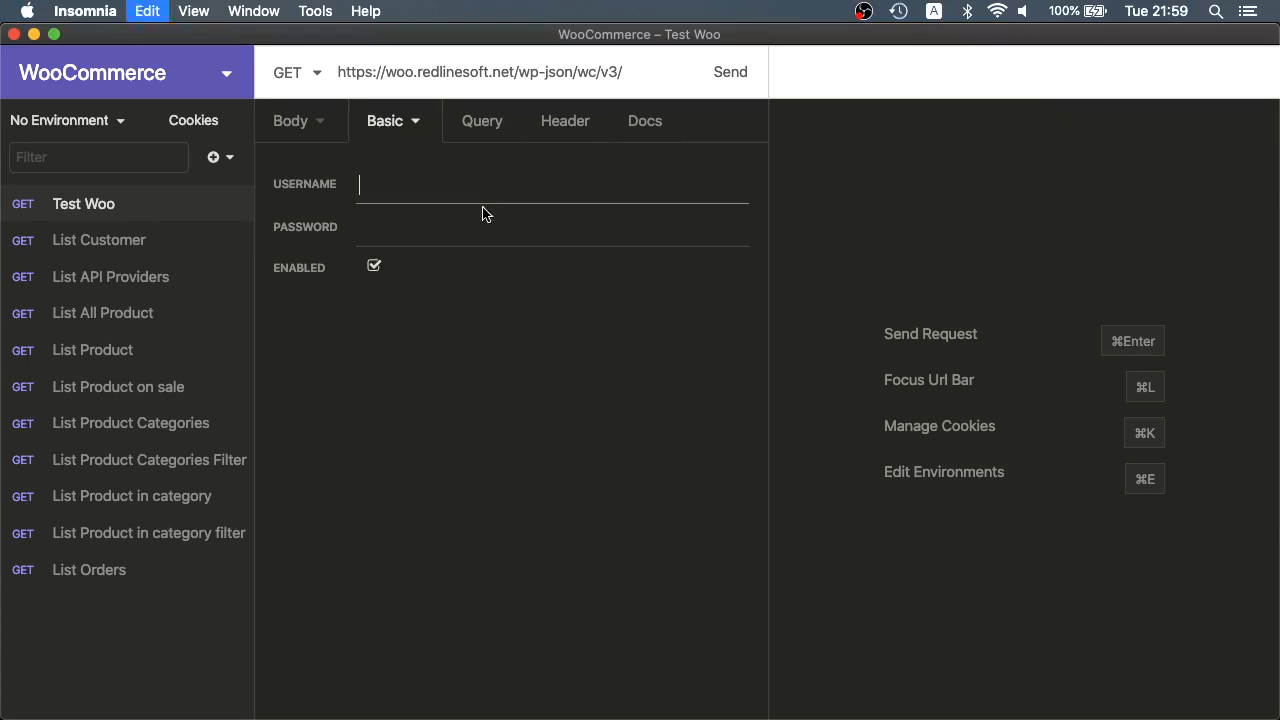 Insomnia Edit View Window Tools Help A 100% Tue 21:59
WooCommerce – Test Woo
WooCommerce
GET https://woo.redlinesoft.net/wp-json/wc/v3/ Send
No Environment Cookies
Body Basic Query Header Docs
Filter
USERNAME
PASSWORD
ENABLED
GET Test Woo
GET List Customer
GET List API Providers
GET List All Product
GET List Product
GET List Product on sale
GET List Product Categories
GET List Product Categories Filter
GET List Product in category
GET List Product in category filter
GET List Orders
Send Request ⌘Enter
Focus Url Bar ⌘L
Manage Cookies ⌘K
Edit Environments ⌘E